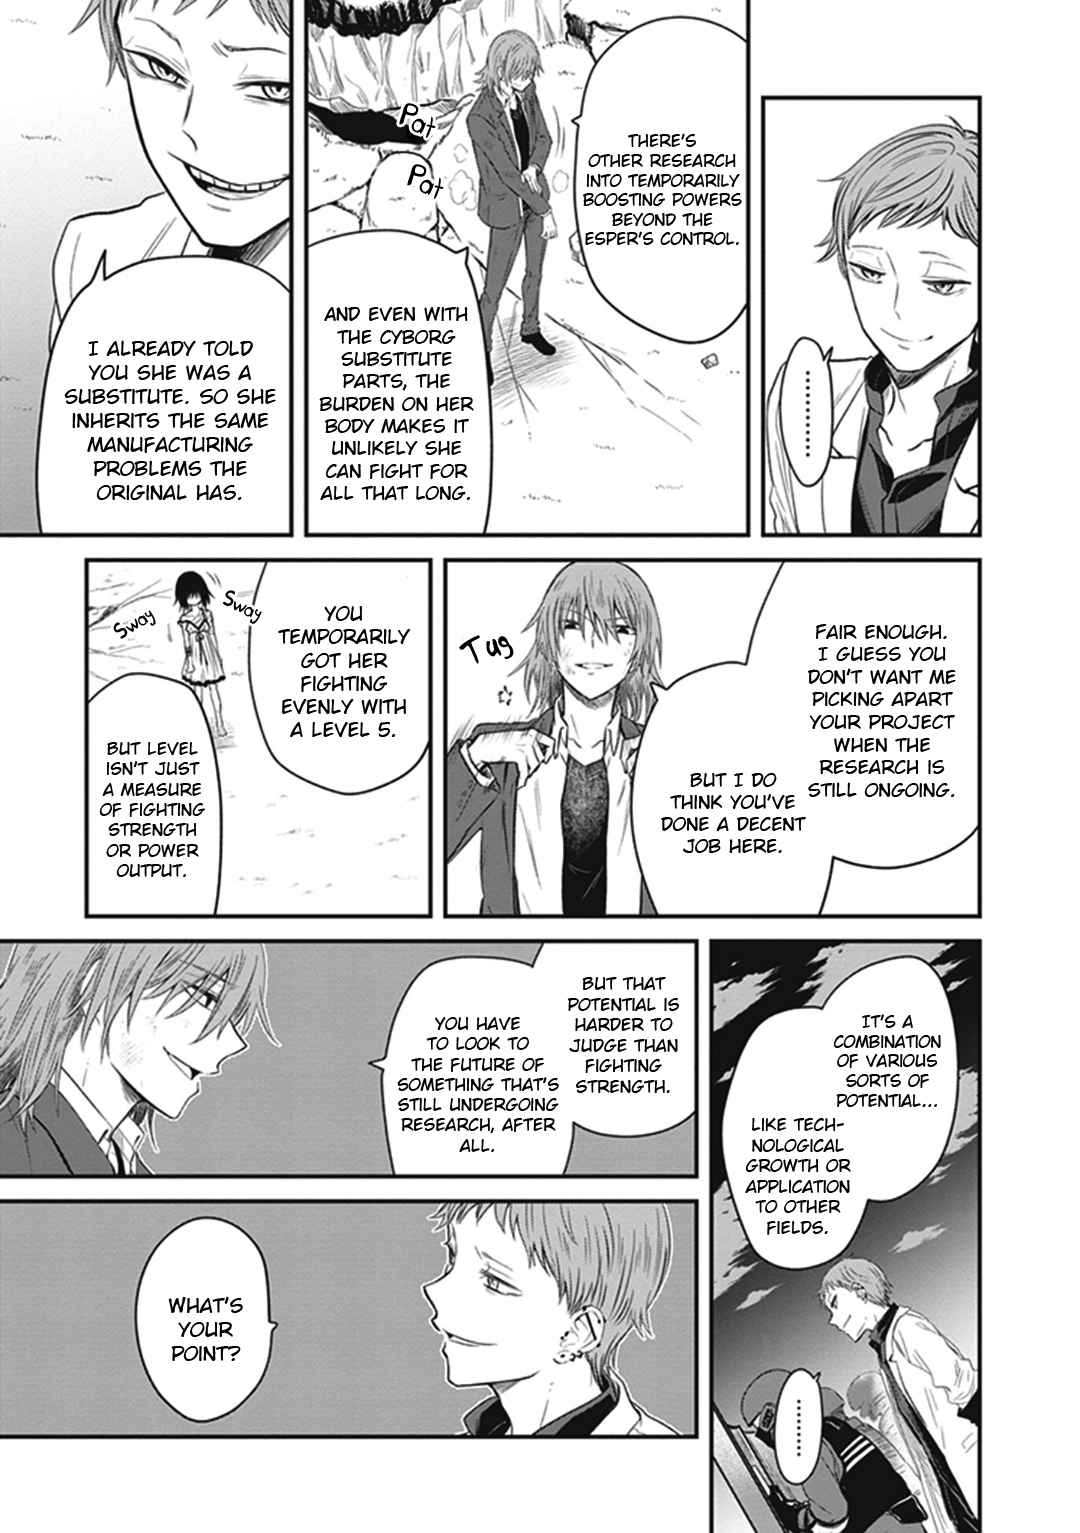 THERE'S
OTHER RESEARCH
INTO TEMPORARILY
BOOSTING POWERS
BEYOND THE
ESPER'S CONTROL.
Pat
Pat
AND EVEN WITH
THE CYBORG
SUBSTITUTE
PARTS, THE
BURDEN ON HER
BODY MAKES IT
UNLIKELY SHE
CAN FIGHT FOR
ALL THAT LONG.
I ALREADY TOLD
YOU SHE WAS A
SUBSTITUTE. SO SHE
INHERITS THE SAME
MANUFACTURING
PROBLEMS THE
ORIGINAL HAS.
FAIR ENOUGH.
I GUESS YOU
DON'T WANT ME
PICKING APART
YOUR PROJECT
WHEN THE
RESEARCH IS
STILL ONGOING.
BUT I DO
THINK YOU'VE
DONE A DECENT
JOB HERE.
Tug
YOU
TEMPORARILY
GOT HER
FIGHTING
EVENLY WITH
A LEVEL 5.
Sway
Sway
BUT LEVEL
ISN'T JUST
A MEASURE
OF FIGHTING
STRENGTH
OR POWER
OUTPUT.
IT'S A
COMBINATION
OF VARIOUS
SORTS OF
POTENTIAL...
LIKE TECH-
NOLOGICAL
GROWTH OR
APPLICATION
TO OTHER
FIELDS.
BUT THAT
POTENTIAL IS
HARDER TO
JUDGE THAN
FIGHTING
STRENGTH.
YOU HAVE
TO LOOK TO
THE FUTURE OF
SOMETHING THAT'S
STILL UNDERGOING
RESEARCH, AFTER
ALL.
WHAT'S
YOUR
POINT?